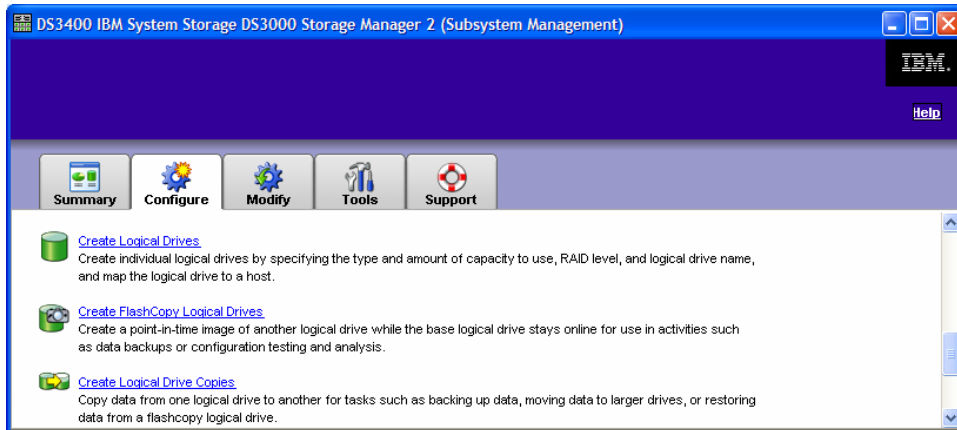 DS3400 IBM System Storage DS3000 Storage Manager 2 (Subsystem Management)
IBM.
Help
Summary
Configure
Modify
Tools
Support
Create Logical Drives
Create individual logical drives by specifying the type and amount of capacity to use, RAID level, and logical drive name,
and map the logical drive to a host.
Create FlashCopy Logical Drives
Create a point-in-time image of another logical drive while the base logical drive stays online for use in activities such
as data backups or configuration testing and analysis.
Create Logical Drive Copies
Copy data from one logical drive to another for tasks such as backing up data, moving data to larger drives, or restoring
data from a flashcopy logical drive.